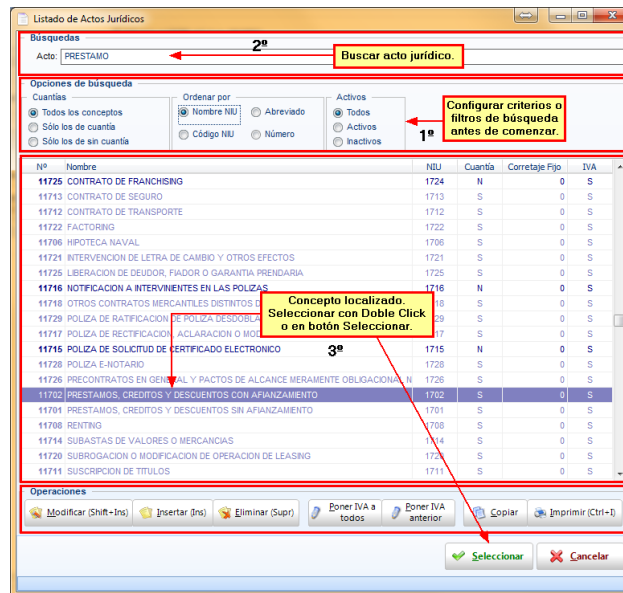 Listado de Actos Jurídicos
Búsquedas
2º
Acto: PRESTAMO
Buscar acto jurídico.
Opciones de búsqueda
Cuantías
Todos los conceptos
Sólo los de cuantía
Sólo los de sin cuantía
Ordenar por
Nombre NIU
Abreviado
Código NIU
Número
Activos
Todos
Activos
Inactivos
1º
Configurar criterios o
filtros de búsqueda
antes de comenzar.
Nº Nombre NIU Cuantía Corretaje Fijo IVA
11725 CONTRATO DE FRANCHISING 1724 N 0 S
11713 CONTRATO DE SEGURO 1713 S 0 S
11712 CONTRATO DE TRANSPORTE 1712 S 0 S
11722 FACTORING 1722 S 0 S
11706 HIPOTECA NAVAL 1706 S 0 S
11721 INTERVENCION DE LETRA DE CAMBIO Y OTROS EFECTOS 1721 S 0 S
11725 LIBERACION DE DEUDOR, FIADOR O GARANTIA PRENDARIA 1725 S 0 S
11716 NOTIFICACION A INTERVINIENTES EN LAS POLIZAS 1716 N 0 S
11718 OTROS CONTRATOS MERCANTILES DISTINTOS 18 S 0 S
11729 POLIZA DE RATIFICACION DE POLIZA 29 S 0 S
11717 POLIZA DE RECTIFICACION, ACLARACION O 17 S 0 S
Concepto localizado.
Seleccionar con Doble Click
o en botón Seleccionar.
11715 POLIZA DE SOLICITUD DE CERTIFICADO ELECTRONICO 1715 N 0 S
3º
11728 POLIZA E-NOTARIO 1728 S 0 S
11726 PRECONTRATOS EN GENERAL Y PACTOS DE ALCANCE MERAMENTE OBLIGACIONAL N 1726 S 0 S
11702 PRESTAMOS, CREDITOS Y DESCUENTOS CON AFIANZAMIENTO 1702 S 0 S
11701 PRESTAMOS, CREDITOS Y DESCUENTOS SIN AFIANZAMIENTO 1701 S 0 S
11708 RENTING 1708 S 0 S
11714 SUBASTAS DE VALORES O MERCANCIAS 1714 S 0 S
11720 SUBROGACION O MODIFICACION DE OPERACION DE LEASING 1720 S 0 S
11711 SUSCRIPCION DE TITULOS 1711 S 0 S
Operaciones
Modificar (Shift+Ins)
Insertar (Ins)
Eliminar (Supr)
Poner IVA a
todos
Poner IVA
anterior
Copiar
Imprimir (Ctrl+I)
Seleccionar
Cancelar